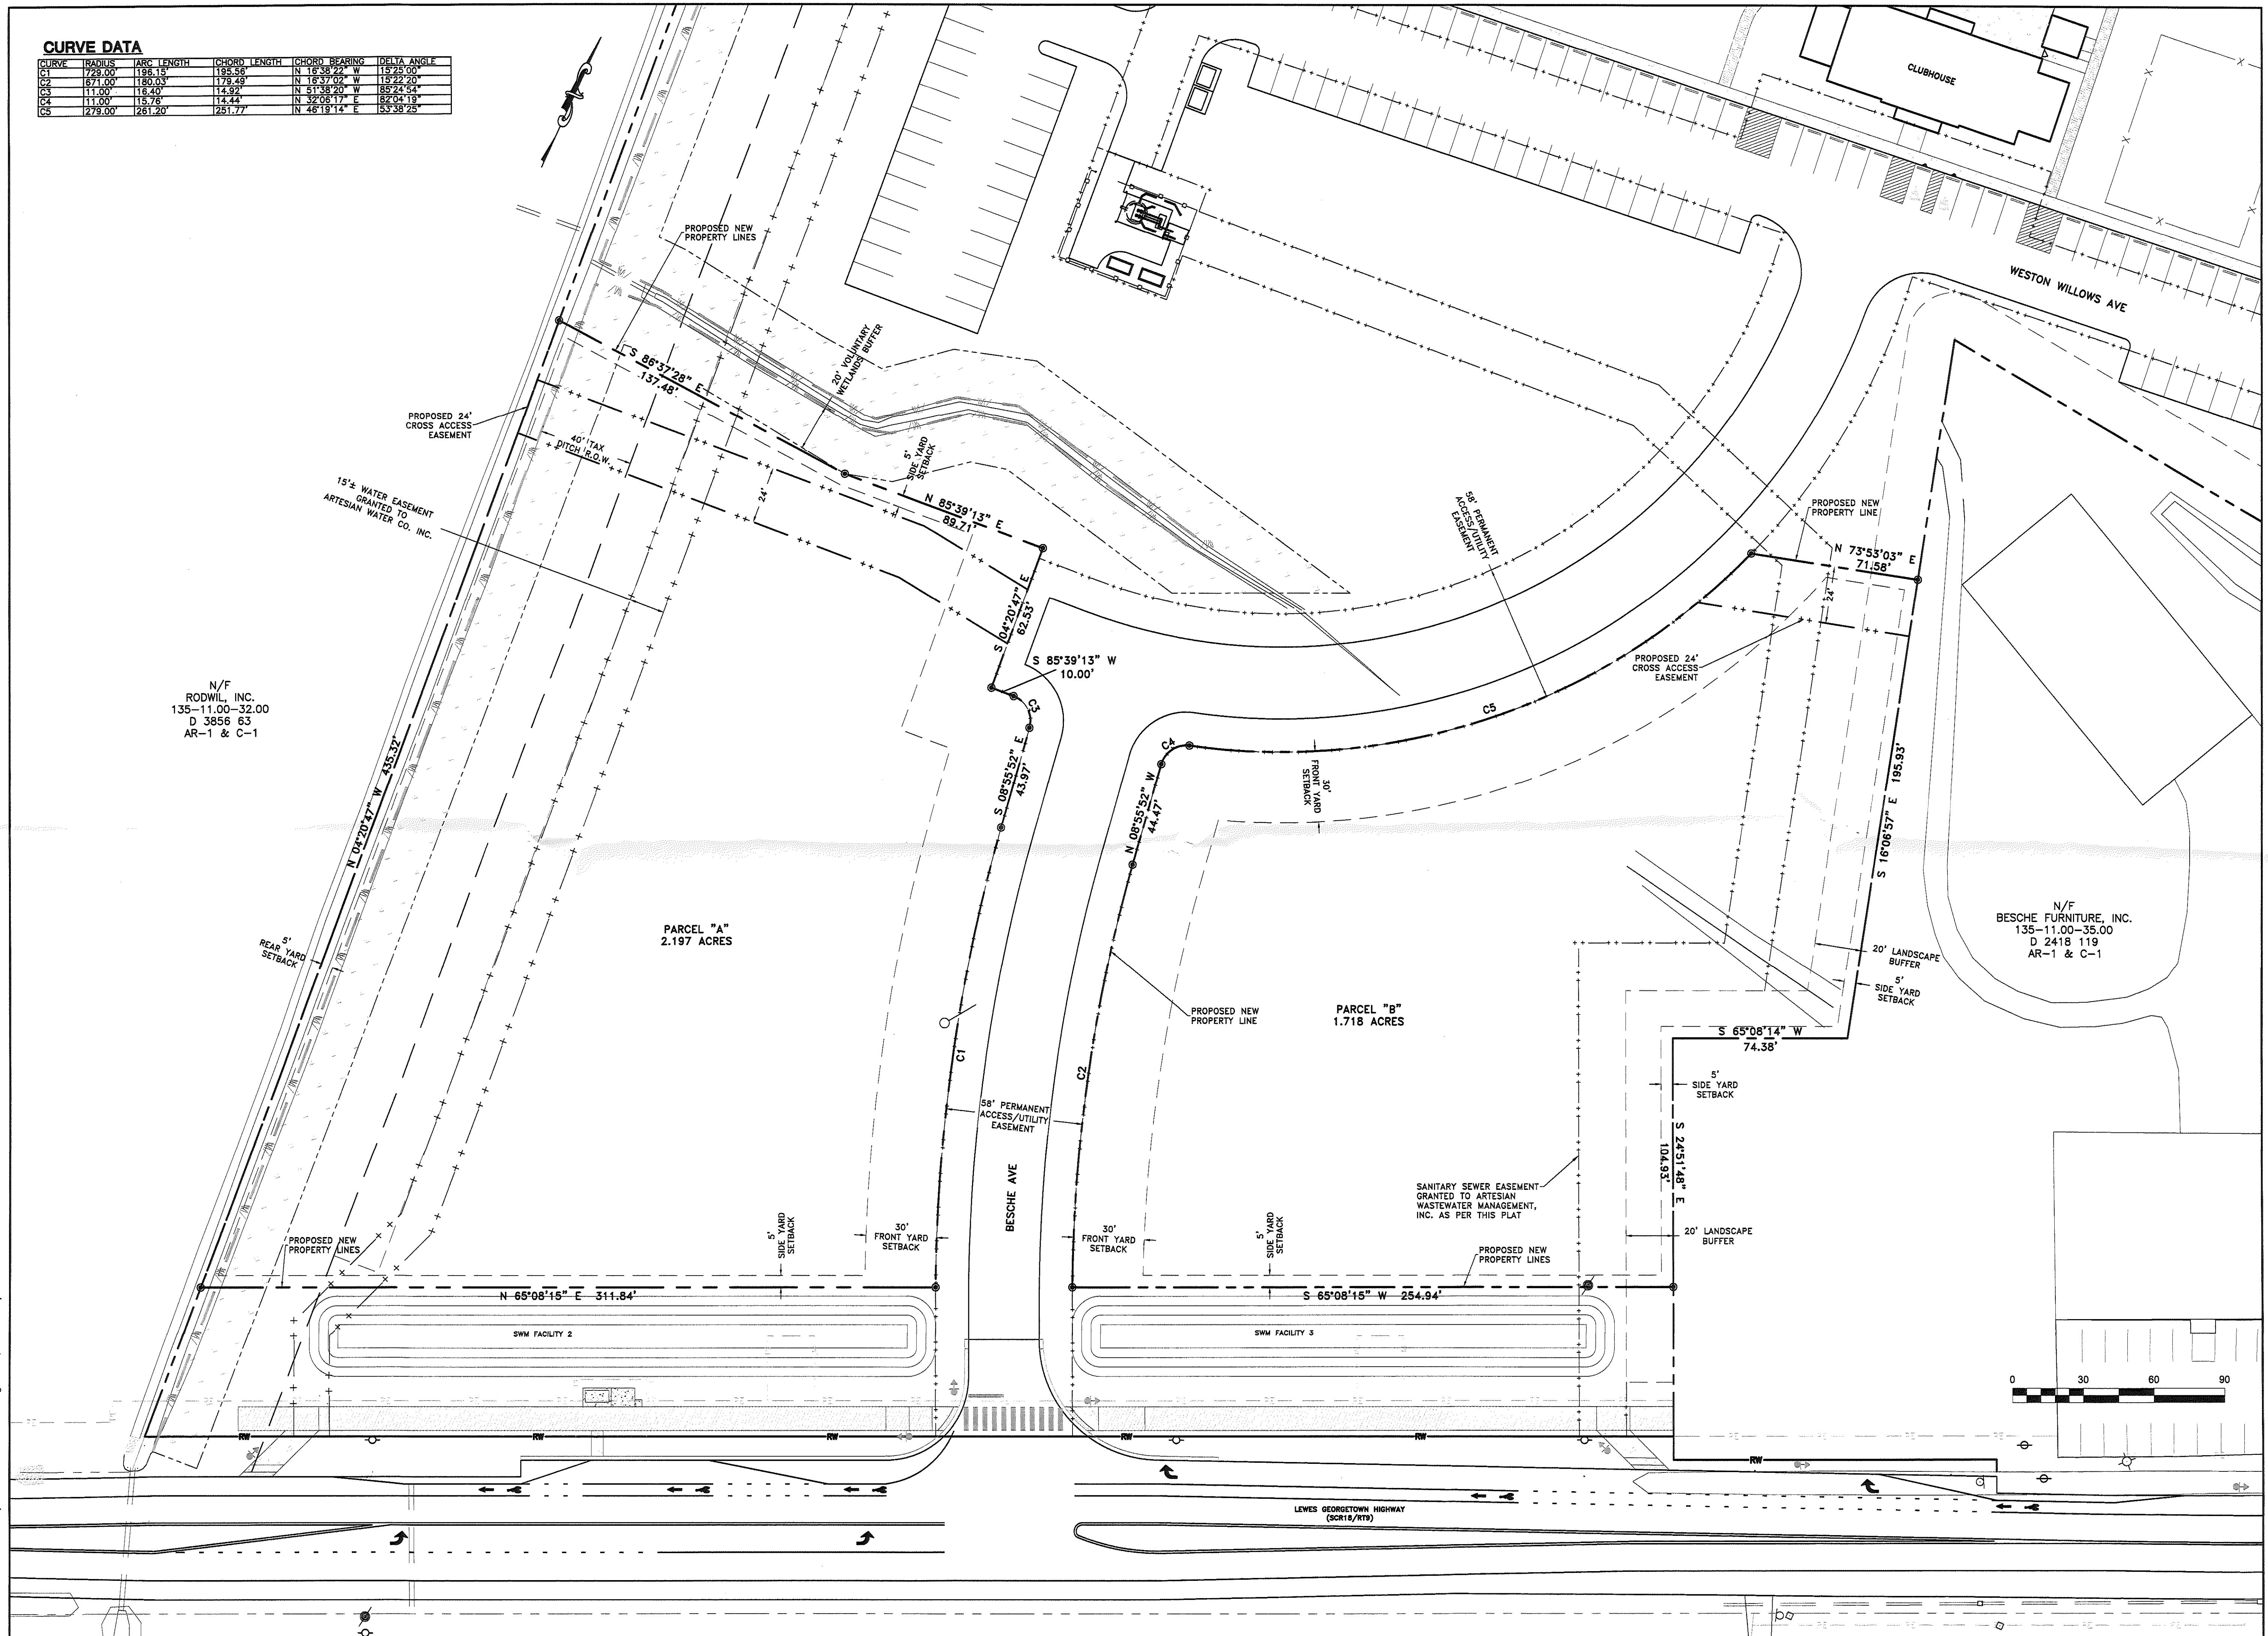 CURVE DATA
CURVE RADIUS ARC LENGTH CHORD LENGTH CHORD BEARING DELTA ANGLE
C1 729.00' 196.15' 195.56' N 16°38'22" W 15°25'00"
C2 671.00' 180.03' 179.49' N 16°37'02" W 15°22'20"
C3 11.00' 16.40' 14.92' N 51°38'20" W 85°24'54"
C4 11.00' 15.76' 14.44' N 32°06'17" E 82°04'19"
C5 279.00' 261.20' 251.77' N 46°19'14" E 53°38'25"
CLUBHOUSE
WESTON WILLOWS AVE
PROPOSED NEW
PROPERTY LINES
S 86°37'28" E
137.48'
20' VOLUNTARY
WETLANDS BUFFER
PROPOSED 24'
CROSS ACCESS
EASEMENT
40' TAX
DITCH R.O.W.
15'± WATER EASEMENT
GRANTED TO
ARTESIAN WATER CO. INC.
24'
5'
SIDE YARD
SETBACK
N 85°39'13" E
89.71'
S 04°20'47" E
62.53'
S 85°39'13" W
10.00'
C3
S 08°55'52" E
43.97'
58' PERMANENT
ACCESS/UTILITY
EASEMENT
PROPOSED NEW
PROPERTY LINE
N 73°53'03" E
71.58'
24'
PROPOSED 24'
CROSS ACCESS
EASEMENT
C5
C4
N 08°55'52" W
44.47'
30'
FRONT YARD
SETBACK
N/F
RODWIL, INC.
135-11.00-32.00
D 3856 63
AR-1 & C-1
N 04°20'47" W 435.32'
5'
REAR YARD
SETBACK
PARCEL "A"
2.197 ACRES
PROPOSED NEW
PROPERTY LINE
PARCEL "B"
1.718 ACRES
S 16°06'57" E 195.93'
N/F
BESCHE FURNITURE, INC.
135-11.00-35.00
D 2418 119
AR-1 & C-1
20' LANDSCAPE
BUFFER
5'
SIDE YARD
SETBACK
S 65°08'14" W
74.38'
C1
C2
58' PERMANENT
ACCESS/UTILITY
EASEMENT
5'
SIDE YARD
SETBACK
S 24°51'48" E
104.93'
BESCHE AVE
SANITARY SEWER EASEMENT
GRANTED TO ARTESIAN
WASTEWATER MANAGEMENT,
INC. AS PER THIS PLAT
20' LANDSCAPE
BUFFER
PROPOSED NEW
PROPERTY LINES
5'
SIDE YARD
SETBACK
30'
FRONT YARD
SETBACK
30'
FRONT YARD
SETBACK
5'
SIDE YARD
SETBACK
PROPOSED NEW
PROPERTY LINES
N 65°08'15" E 311.84'
S 65°08'15" W 254.94'
SWM FACILITY 2
SWM FACILITY 3
0 30 60 90
RW
RW
RW
RW
RW
RW
LEWES GEORGETOWN HIGHWAY
(SCR18/RT9)